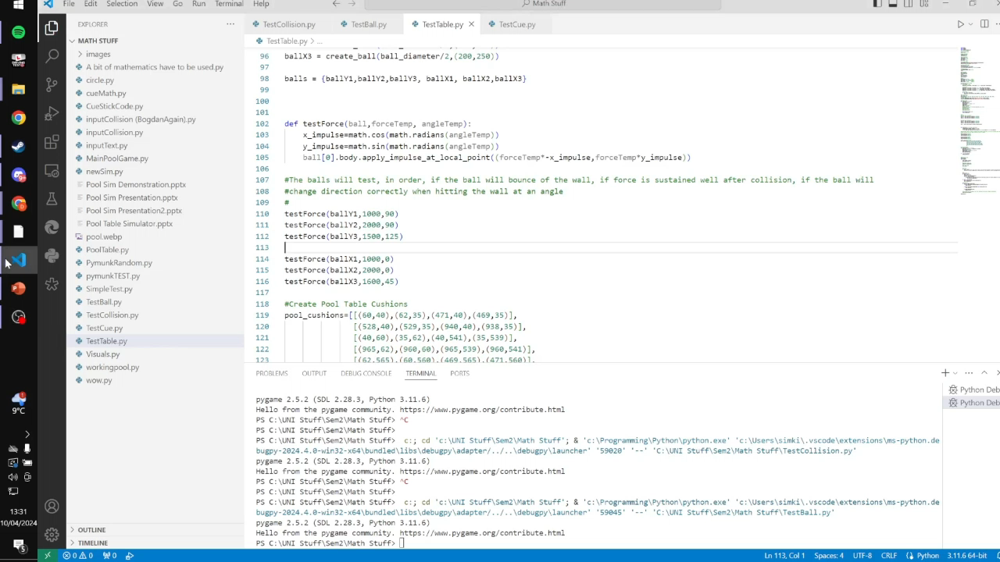 File Edit Selection View Go Run Terminal Help
Math Stuff
EXPLORER
MATH STUFF
images
A bit of mathematics have to be used.py
circle.py
cueMath.py
CueStickCode.py
inputCollision (BogdanAgain).py
inputCollision.py
inputText.py
MainPoolGame.py
newSim.py
Pool Sim Demonstration.pptx
Pool Sim Presentation.pptx
Pool Sim Presentation2.pptx
Pool Table Simulator.pptx
pool.webp
PoolTable.py
PymunkRandom.py
pymunkTEST.py
SimpleTest.py
TestBall.py
TestCollision.py
TestCue.py
TestTable.py
Visuals.py
workingpool.py
wow.py
OUTLINE
TIMELINE
TestCollision.py TestBall.py TestTable.py TestCue.py
TestTable.py > ...
96 ballX3 = create_ball(ball_diameter/2,(200,250))
97
98 balls = {ballY1,ballY2,ballY3, ballX1, ballX2,ballX3}
99
100
101
102 def testForce(ball,forceTemp, angleTemp):
103 x_impulse=math.cos(math.radians(angleTemp))
104 y_impulse=math.sin(math.radians(angleTemp))
105 ball[0].body.apply_impulse_at_local_point((forceTemp*-x_impulse,forceTemp*y_impulse))
106
107 #The balls will test, in order, if the ball will bounce of the wall, if force is sustained well after collision, if the ball will
108 #change direction correctly when hitting the wall at an angle
109 #
110 testForce(ballY1,1000,90)
111 testForce(ballY2,2000,90)
112 testForce(ballY3,1500,125)
113
114 testForce(ballX1,1000,0)
115 testForce(ballX2,2000,0)
116 testForce(ballX3,1600,45)
117
118 #Create Pool Table Cushions
119 pool_cushions=[[(60,40),(62,35),(471,40),(469,35)],
120 [(528,40),(529,35),(940,40),(938,35)],
121 [(40,60),(35,62),(40,541),(35,539)],
122 [(965,62),(960,60),(965,539),(960,541)],
123 [(62,565),(60,560),(469,565),(471,560)],
PROBLEMS OUTPUT DEBUG CONSOLE TERMINAL PORTS
pygame 2.5.2 (SDL 2.28.3, Python 3.11.6)
Hello from the pygame community. https://www.pygame.org/contribute.html
PS C:\UNI Stuff\Sem2\Math Stuff> ^C
PS C:\UNI Stuff\Sem2\Math Stuff>
PS C:\UNI Stuff\Sem2\Math Stuff> c:; cd 'c:\UNI Stuff\Sem2\Math Stuff'; & 'c:\Programming\Python\python.exe' 'c:\Users\simki\.vscode\extensions\ms-python.de
bugpy-2024.4.0-win32-x64\bundled\libs\debugpy\adapter/../..\debugpy\launcher' '59020' '--' 'C:\UNI Stuff\Sem2\Math Stuff\TestCollision.py'
pygame 2.5.2 (SDL 2.28.3, Python 3.11.6)
Hello from the pygame community. https://www.pygame.org/contribute.html
PS C:\UNI Stuff\Sem2\Math Stuff> ^C
PS C:\UNI Stuff\Sem2\Math Stuff>
PS C:\UNI Stuff\Sem2\Math Stuff> c:; cd 'c:\UNI Stuff\Sem2\Math Stuff'; & 'c:\Programming\Python\python.exe' 'c:\Users\simki\.vscode\extensions\ms-python.de
bugpy-2024.4.0-win32-x64\bundled\libs\debugpy\adapter/../..\debugpy\launcher' '59045' '--' 'C:\UNI Stuff\Sem2\Math Stuff\TestBall.py'
pygame 2.5.2 (SDL 2.28.3, Python 3.11.6)
Hello from the pygame community. https://www.pygame.org/contribute.html
PS C:\UNI Stuff\Sem2\Math Stuff>
Python Deb
Python Deb
9°C
13:31
10/04/2024
5
0 0 0
Ln 113, Col 1 Spaces: 4 UTF-8 CRLF Python 3.11.6 64-bit